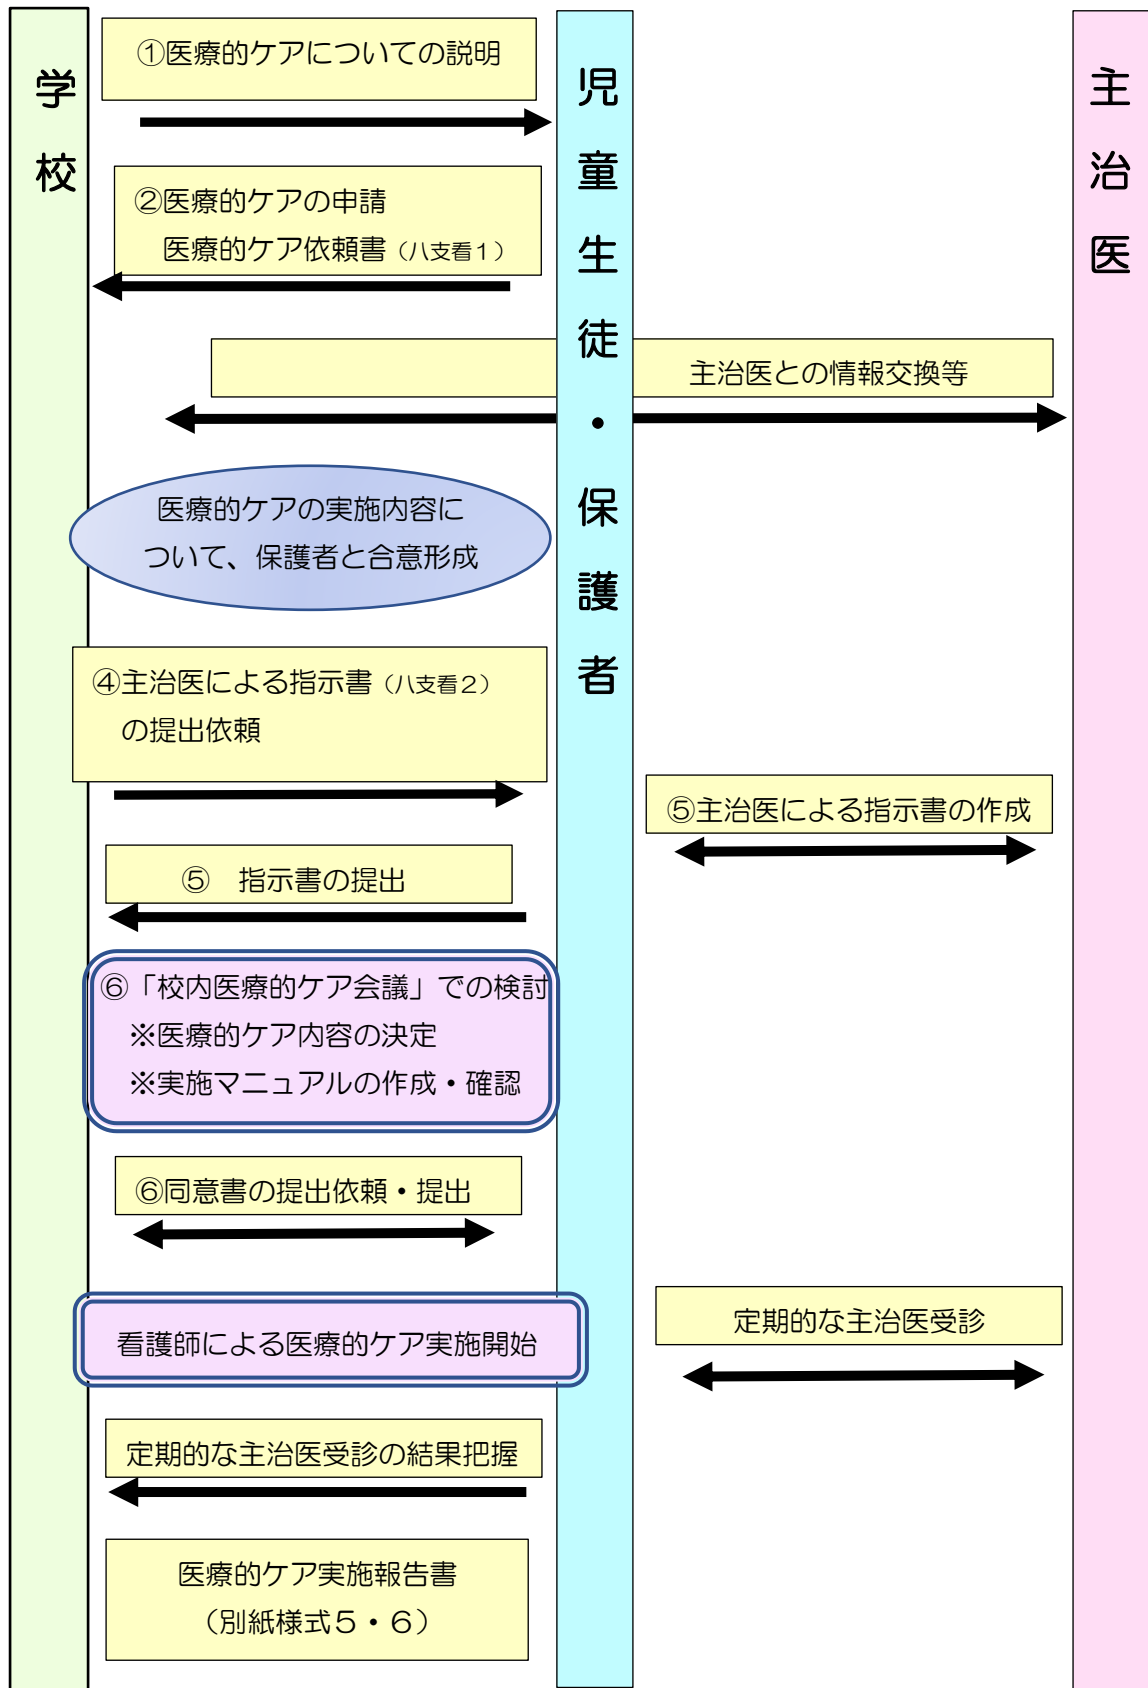 学校
児童生徒・保護者
主治医
①医療的ケアについての説明
②医療的ケアの申請
医療的ケア依頼書（八支看１）
主治医との情報交換等
医療的ケアの実施内容に
ついて、保護者と合意形成
④主治医による指示書（八支看２）
の提出依頼
⑤主治医による指示書の作成
⑤　指示書の提出
⑥「校内医療的ケア会議」での検討
※医療的ケア内容の決定
※実施マニュアルの作成・確認
⑥同意書の提出依頼・提出
看護師による医療的ケア実施開始
定期的な主治医受診
定期的な主治医受診の結果把握
医療的ケア実施報告書
（別紙様式５・６）